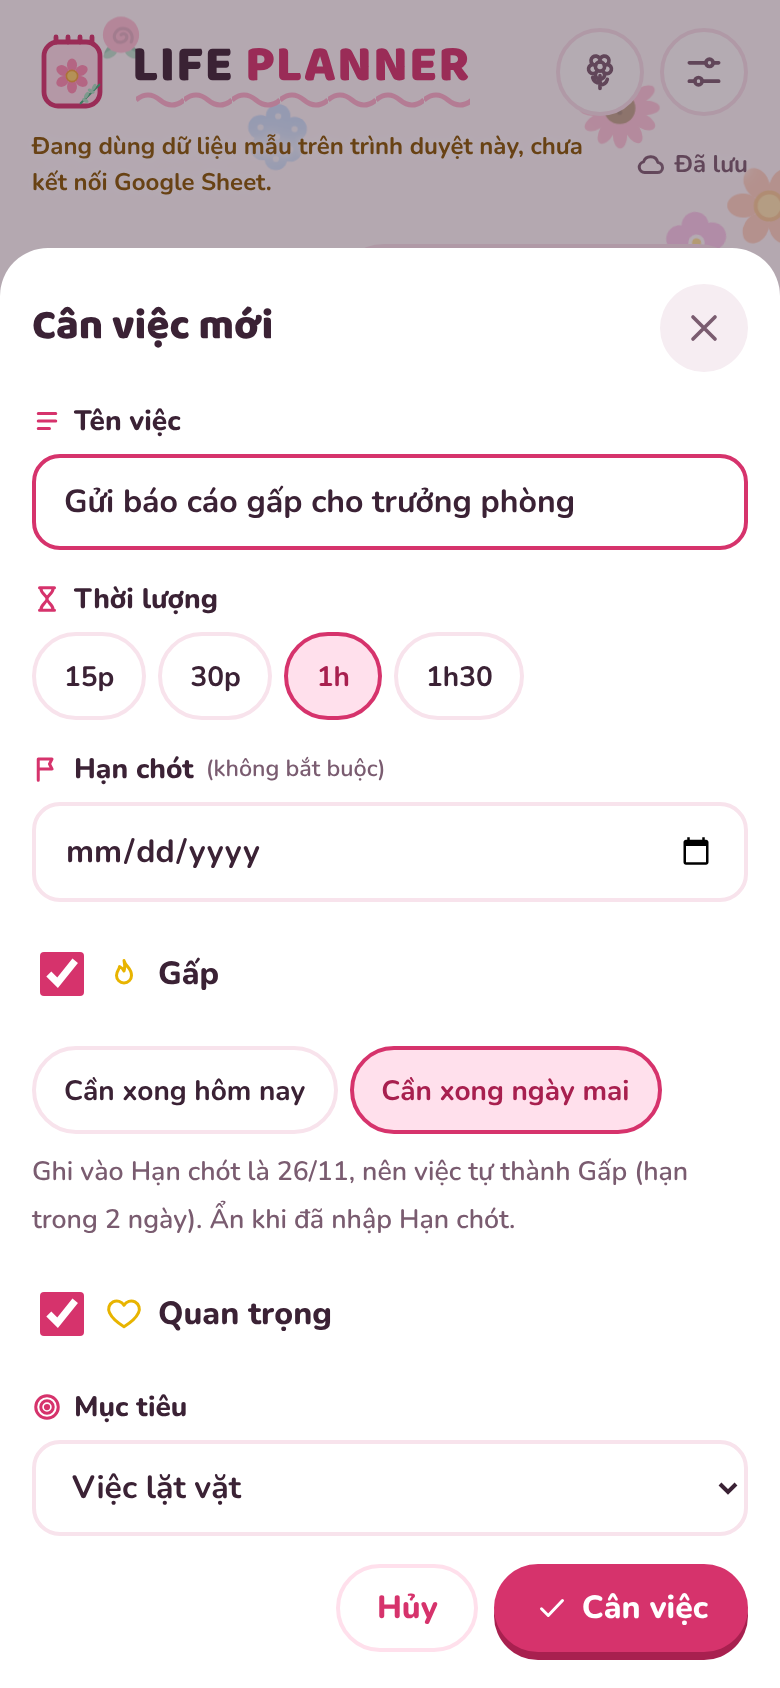 LIFE PLANNER
Đang dùng dữ liệu mẫu trên trình duyệt này, chưa
kết nối Google Sheet.
Đã lưu
Cân việc mới
Tên việc
Gửi báo cáo gấp cho trưởng phòng
Thời lượng
15p
30p
1h
1h30
Hạn chót (không bắt buộc)
mm/dd/yyyy
Gấp
Cần xong hôm nay
Cần xong ngày mai
Ghi vào Hạn chót là 26/11, nên việc tự thành Gấp (hạn
trong 2 ngày). Ẩn khi đã nhập Hạn chót.
Quan trọng
Mục tiêu
Việc lặt vặt
Hủy
Cân việc